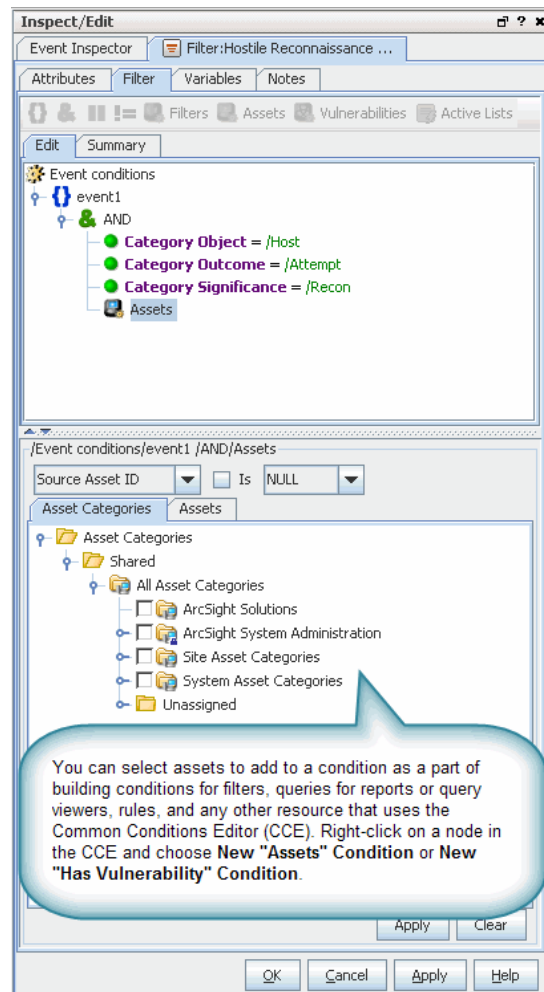 Inspect/Edit
Event Inspector
Filter:Hostile Reconnaissance ...
Attributes
Filter
Variables
Notes
{} & != Filters Assets Vulnerabilities Active Lists
Edit
Summary
Event conditions
{} event1
& AND
Category Object = /Host
Category Outcome = /Attempt
Category Significance = /Recon
Assets
/Event conditions/event1 /AND/Assets
Source Asset ID
Is
NULL
Asset Categories
Assets
Asset Categories
Shared
All Asset Categories
ArcSight Solutions
ArcSight System Administration
Site Asset Categories
System Asset Categories
Unassigned
You can select assets to add to a condition as a part of
building conditions for filters, queries for reports or query
viewers, rules, and any other resource that uses the
Common Conditions Editor (CCE). Right-click on a node in
the CCE and choose New "Assets" Condition or New
"Has Vulnerability" Condition.
Apply
Clear
OK
Cancel
Apply
Help